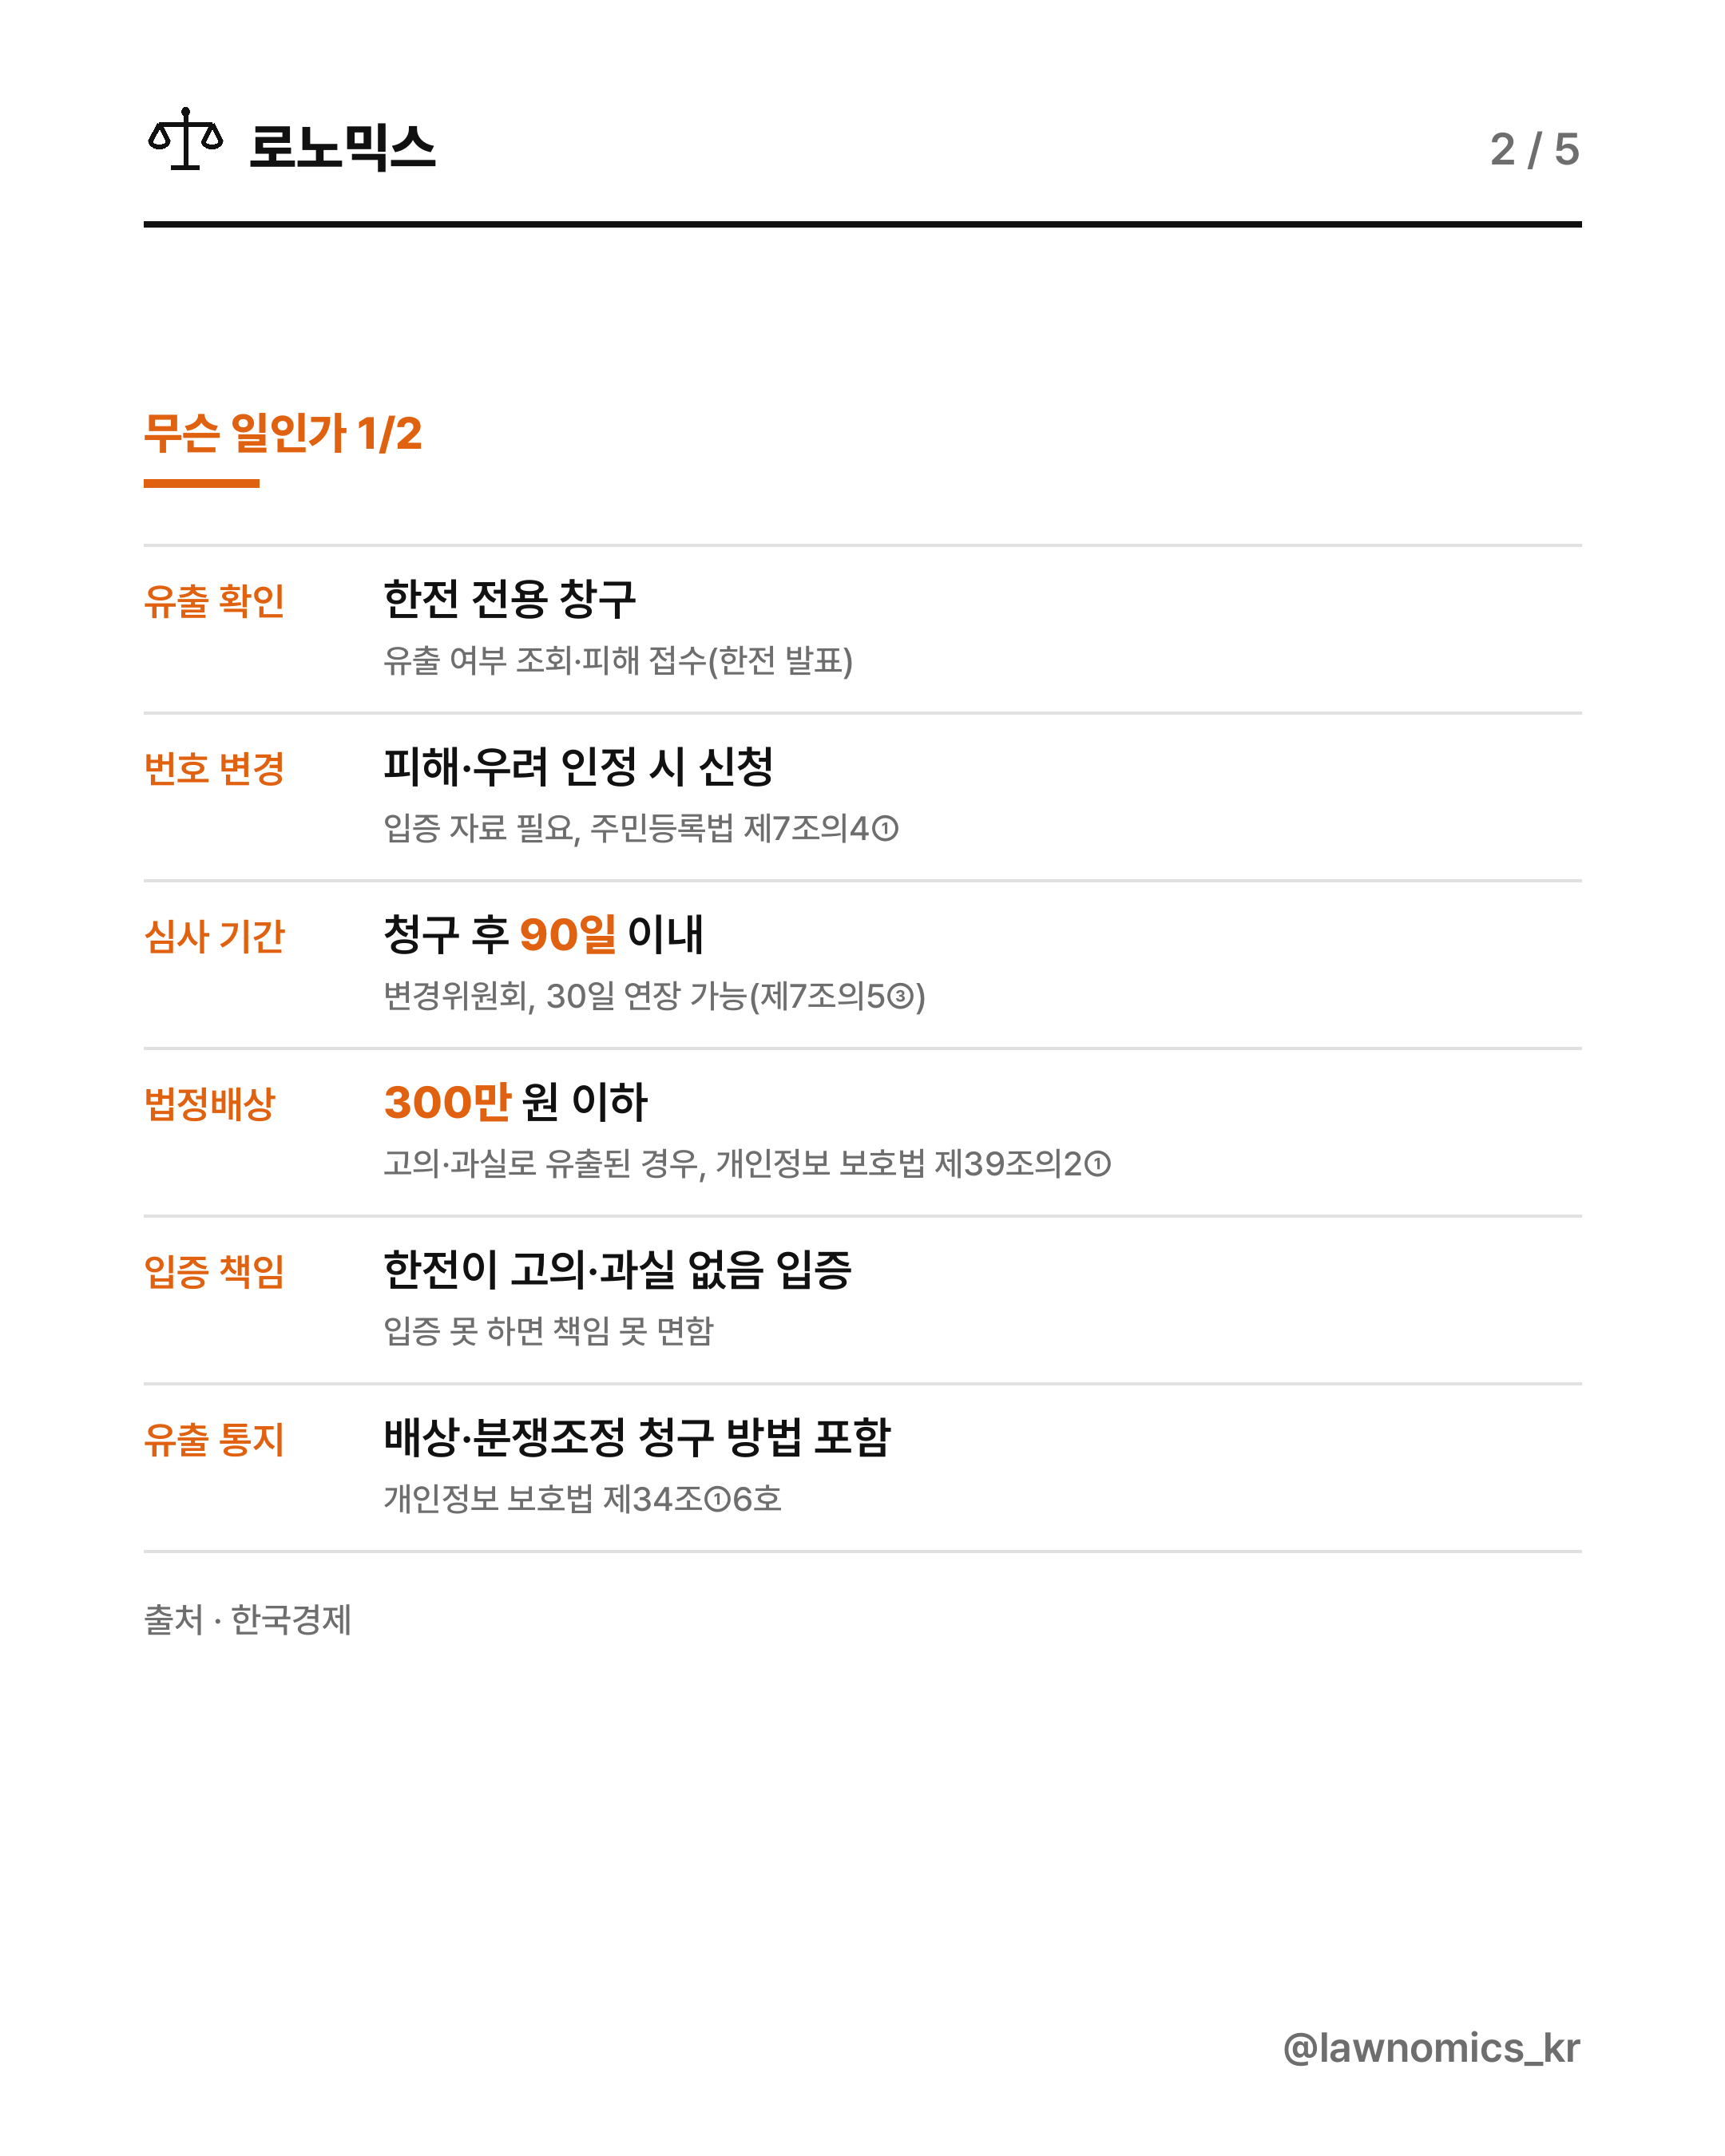 로노믹스
2 / 5
무슨 일인가 1/2
유출 확인
한전 전용 창구
유출 여부 조회·피해 접수(한전 발표)
번호 변경
피해·우려 인정 시 신청
입증 자료 필요, 주민등록법 제7조의4①
심사 기간
청구 후 90일 이내
변경위원회, 30일 연장 가능(제7조의5③)
법정배상
300만 원 이하
고의·과실로 유출된 경우, 개인정보 보호법 제39조의2①
입증 책임
한전이 고의·과실 없음 입증
입증 못 하면 책임 못 면함
유출 통지
배상·분쟁조정 청구 방법 포함
개인정보 보호법 제34조①6호
출처 · 한국경제
@lawnomics_kr